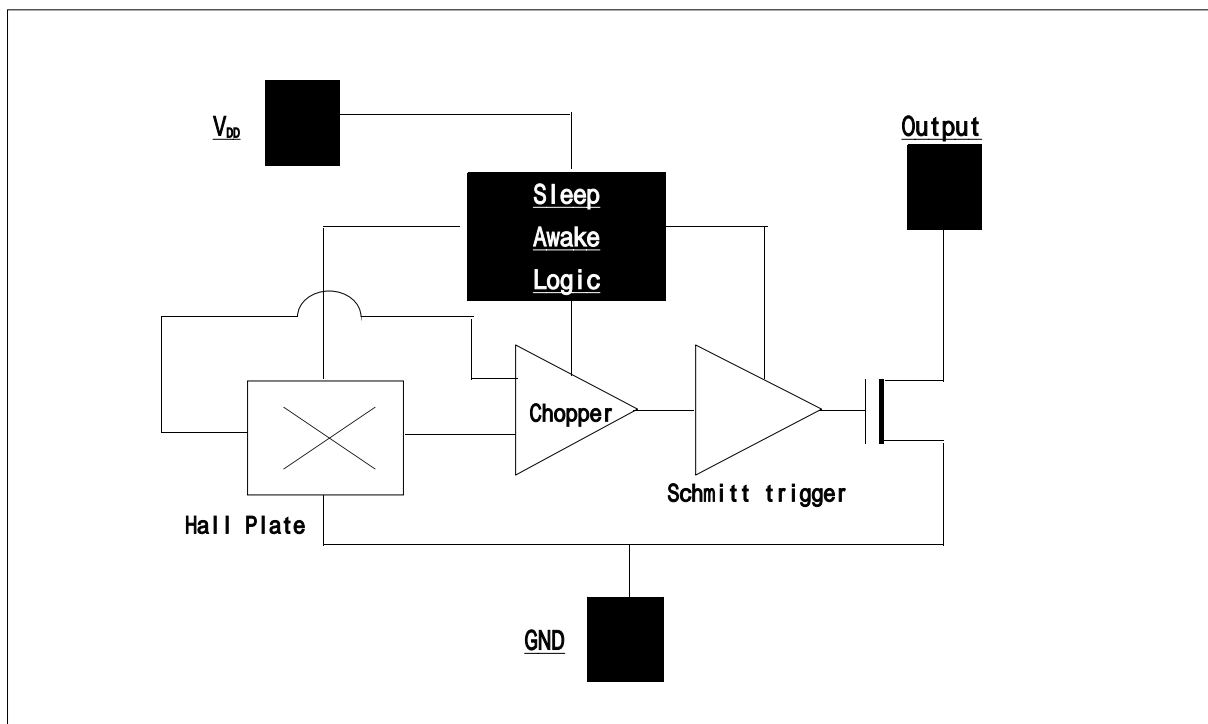 V_DD
Output
Sleep
Awake
Logic
Chopper
Schmitt trigger
Hall Plate
GND